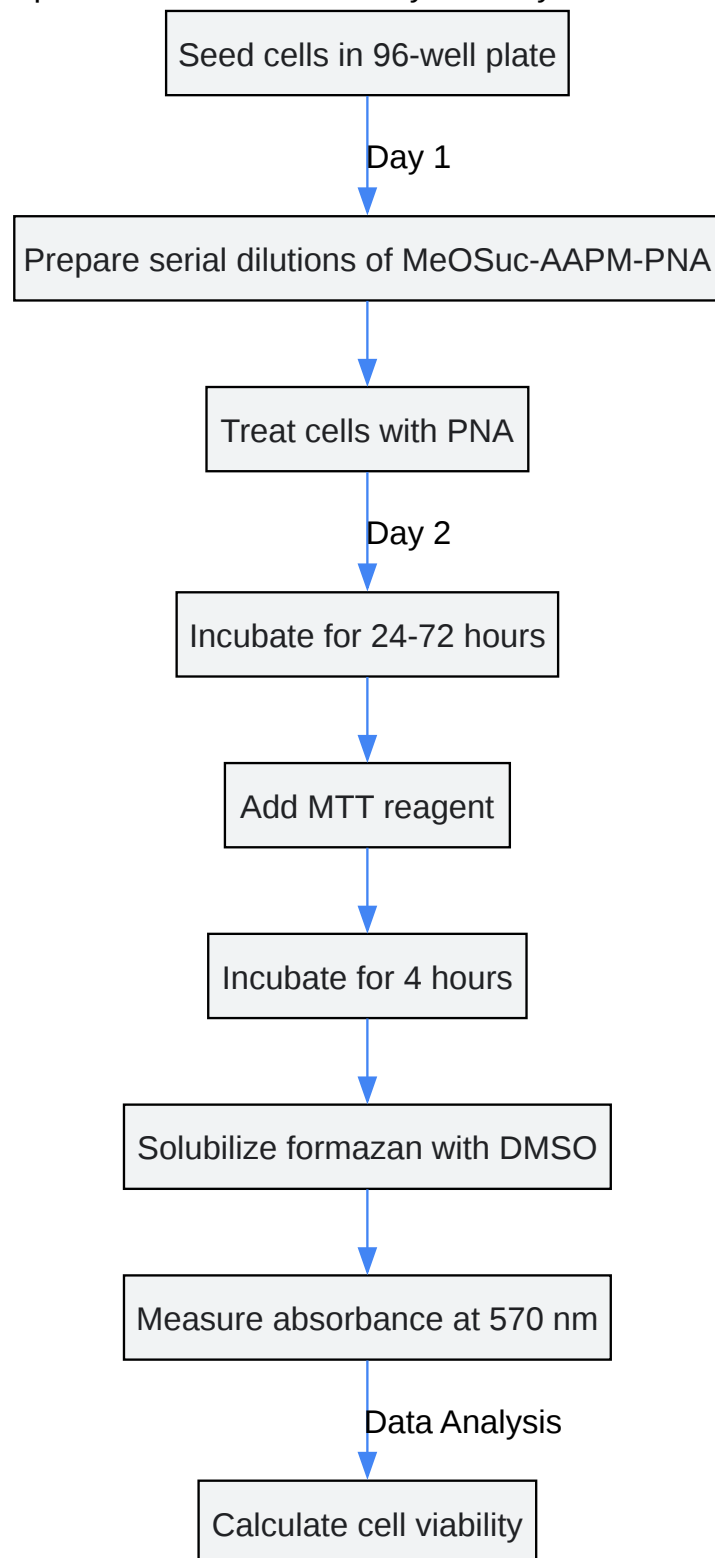 Seed cells in 96-well plate
Day 1
Prepare serial dilutions of MeOSuc-AAPM-PNA
Treat cells with PNA
Day 2
Incubate for 24-72 hours
Add MTT reagent
Incubate for 4 hours
Solubilize formazan with DMSO
Measure absorbance at 570 nm
Data Analysis
Calculate cell viability